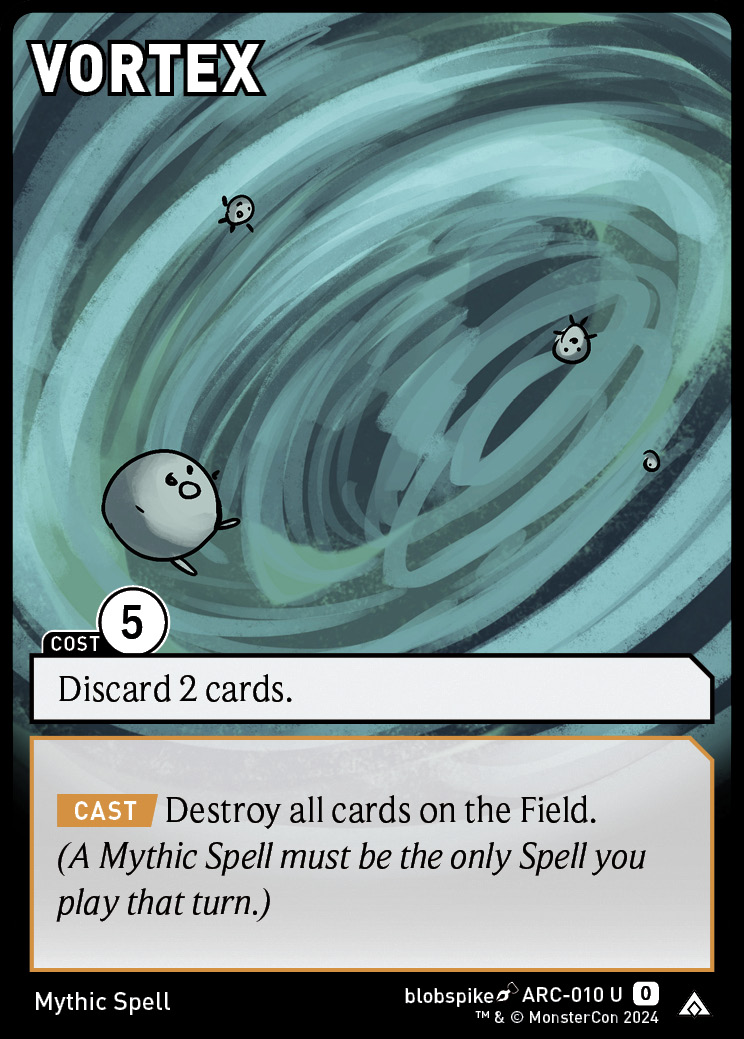 VORTEX
COST 5
Discard 2 cards.
CAST Destroy all cards on the Field.
(A Mythic Spell must be the only Spell you
play that turn.)
Mythic Spell
blobspike ARC-010 U 0
™ & © MonsterCon 2024